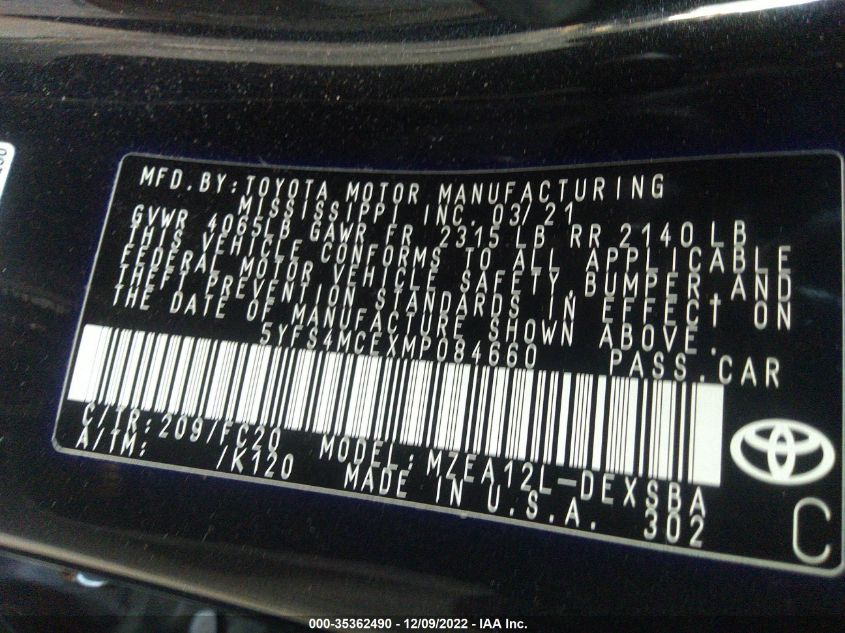 MFD.BY:TOYOTA MOTOR MANUFACTURING
MISSISSIPPI INC. 03/21
GVWR 4065LB GAWR FR 2315 LB RR 2140 LB
THIS VEHICLE CONFORMS TO ALL APPLICABLE
FEDERAL MOTOR VEHICLE SAFETY,BUMPER,AND
THEFT PREVENTION STANDARDS IN EFFECT ON
THE DATE OF MANUFACTURE SHOWN ABOVE.
5YFS4MCEXMP084660 PASS.CAR
C/TR:209/FC20 MODEL:MZEA12L-DEXSBA
A/TM: /K120 MADE IN U.S.A. 302
C
000-35362490 - 12/09/2022 - IAA Inc.